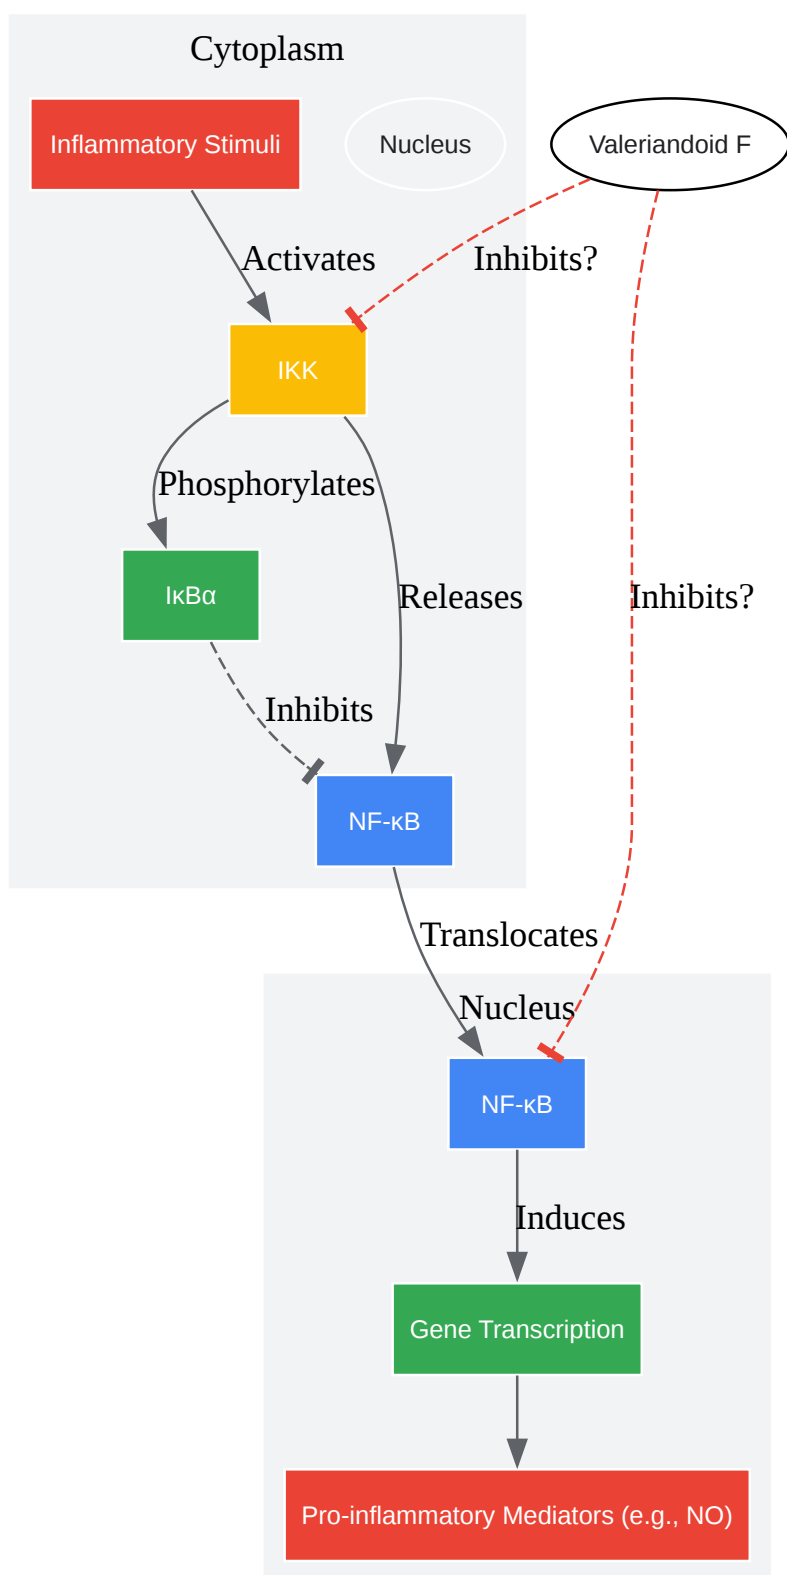 Cytoplasm
Inflammatory Stimuli
Nucleus
Valeriandoid F
Activates
Inhibits?
IKK
Phosphorylates
IκBα
Releases
Inhibits?
Inhibits
NF-κB
Translocates
Nucleus
NF-κB
Induces
Gene Transcription
Pro-inflammatory Mediators (e.g., NO)